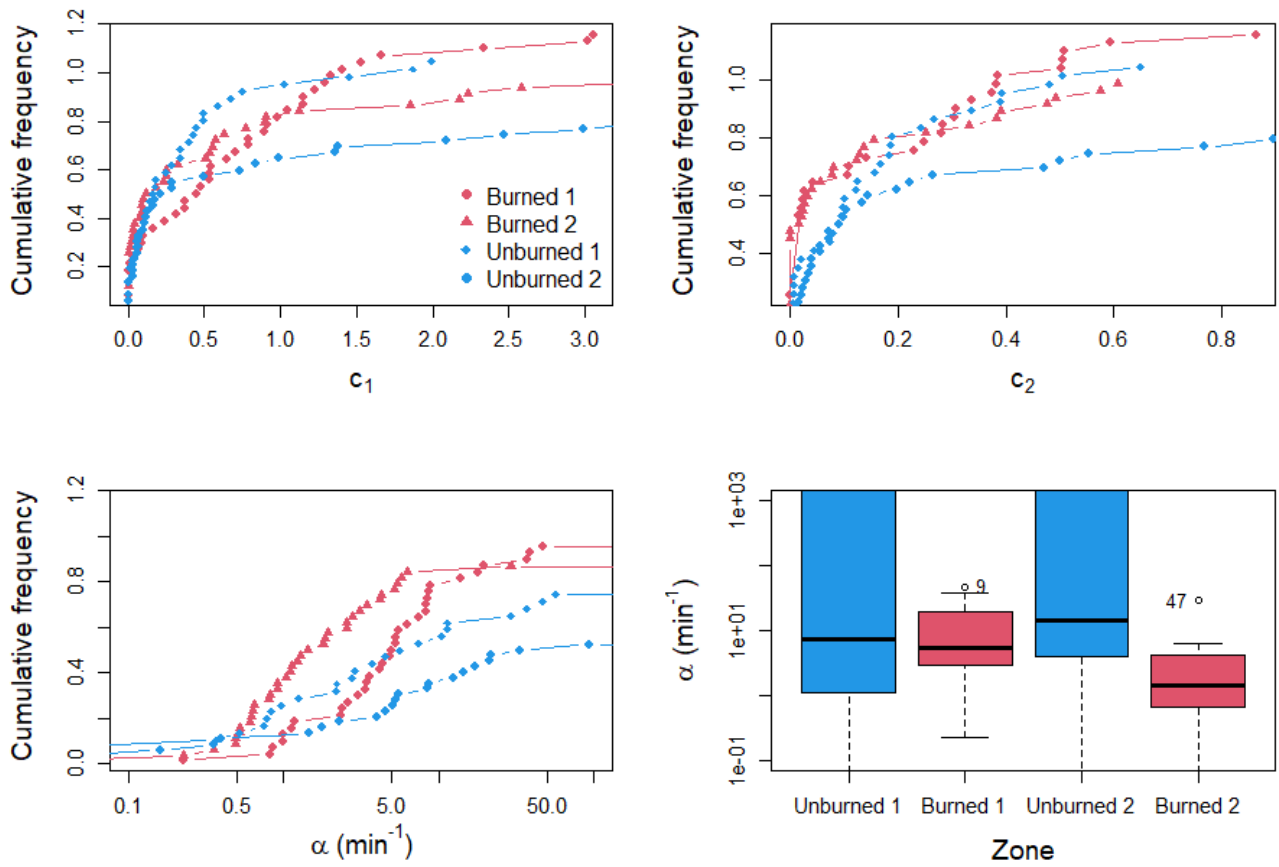 Cumulative frequency
0.2 0.4 0.6 0.8 1.0 1.2
0.0 0.5 1.0 1.5 2.0 2.5 3.0
c1
Burned 1
Burned 2
Unburned 1
Unburned 2
Cumulative frequency
0.4 0.6 0.8 1.0
0.0 0.2 0.4 0.6 0.8
c2
Cumulative frequency
0.0 0.4 0.8 1.2
0.1 0.5 5.0 50.0
α (min-1)
α (min-1)
1e-01 1e+01 1e+03
9
47
Unburned 1 Burned 1 Unburned 2 Burned 2
Zone